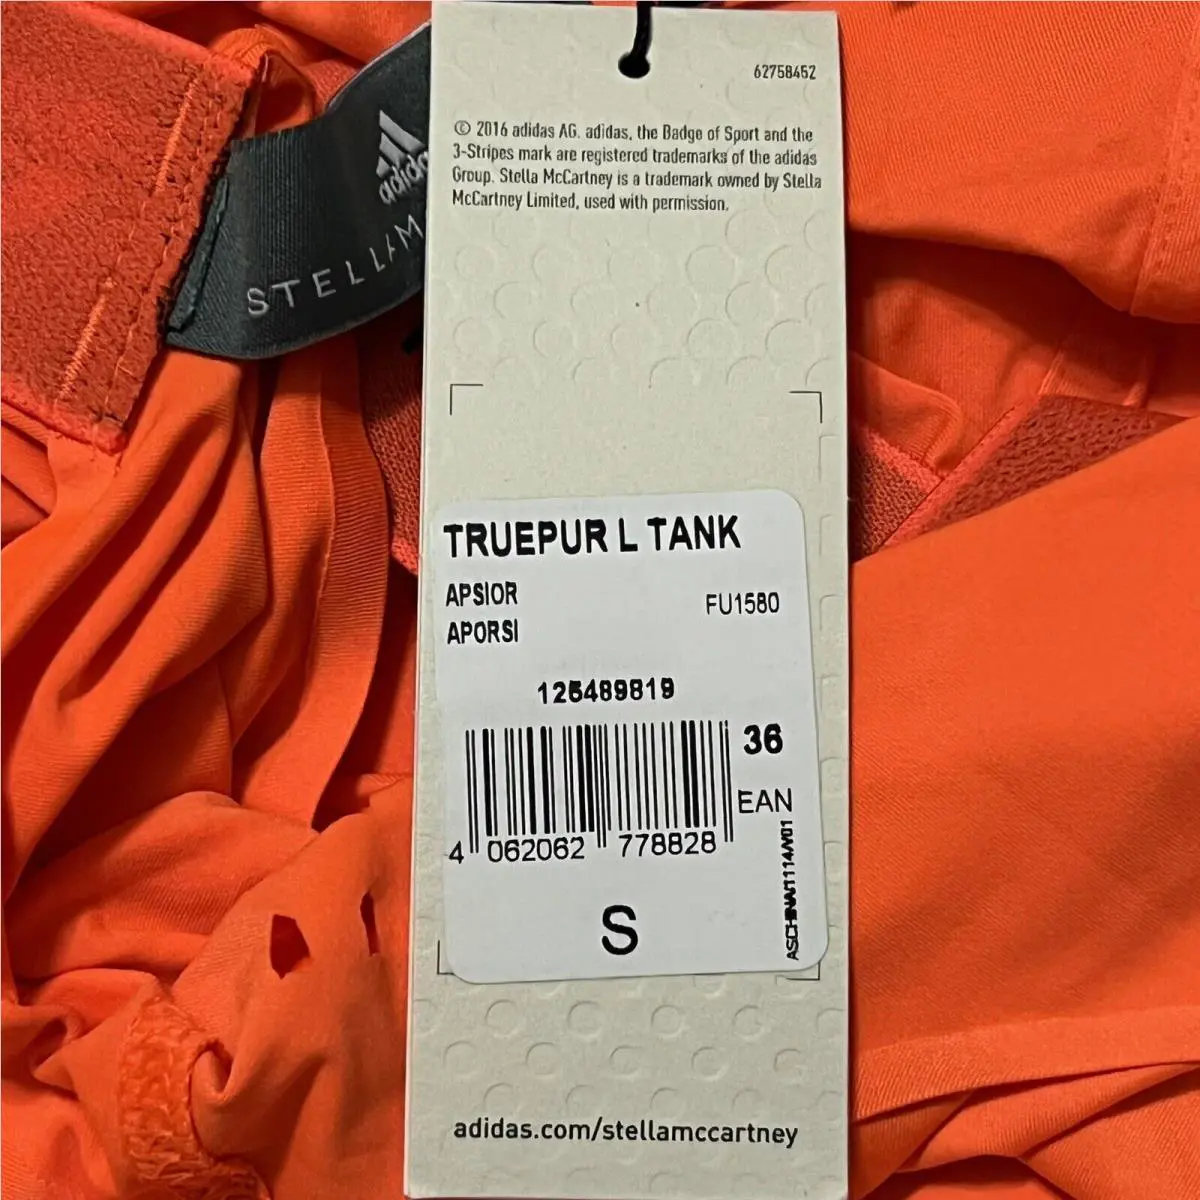 62758452
© 2016 adidas AG. adidas, the Badge of Sport and the
3-Stripes mark are registered trademarks of the adidas
Group. Stella McCartney is a trademark owned by Stella
McCartney Limited, used with permission.
adidas
STELLA M
TRUEPUR L TANK
APSIOR
FU1580
APORSI
125489819
36
EAN
4 062062 778828
S
adidas.com/stellamccartney